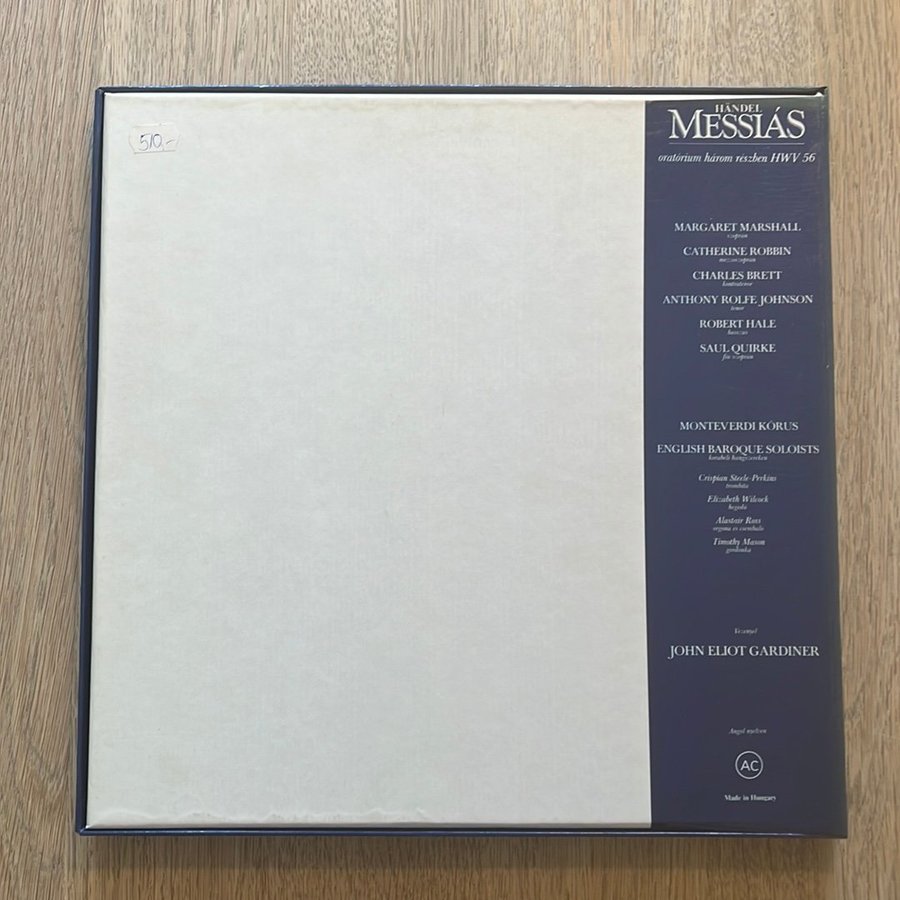 510,-
HÄNDEL
MESSIÁS
oratórium három részben HWV 56
MARGARET MARSHALL
szoprán
CATHERINE ROBBIN
mezzoszoprán
CHARLES BRETT
kontratenor
ANTHONY ROLFE JOHNSON
tenor
ROBERT HALE
basszus
SAUL QUIRKE
fiú szoprán
MONTEVERDI KÓRUS
ENGLISH BAROQUE SOLOISTS
korabeli hangszereken
Crispian Steele-Perkins
trombita
Elizabeth Wilcock
hegedű
Alastair Ross
orgona és csembaló
Timothy Mason
gordonka
Vezényel
JOHN ELIOT GARDINER
Angol nyelven
AC
Made in Hungary